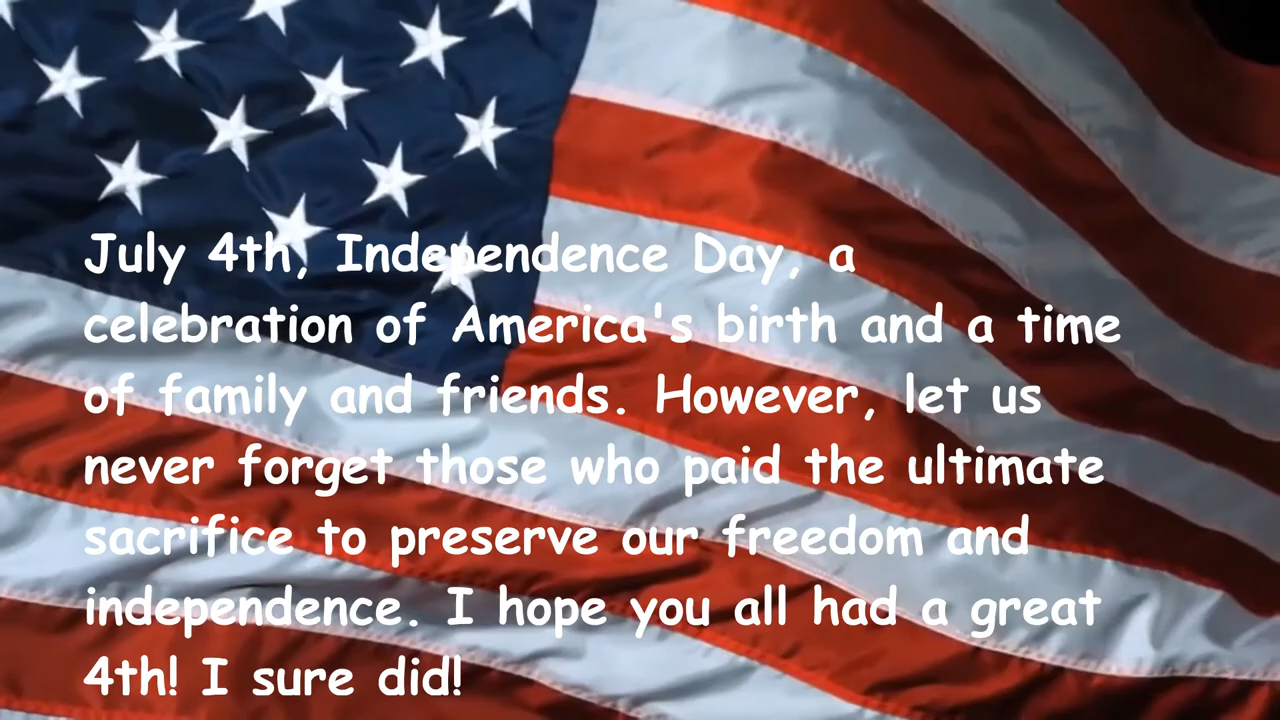 July 4th, Independence Day, a
celebration of America's birth and a time
of family and friends. However, let us
never forget those who paid the ultimate
sacrifice to preserve our freedom and
independence. I hope you all had a great
4th! I sure did!